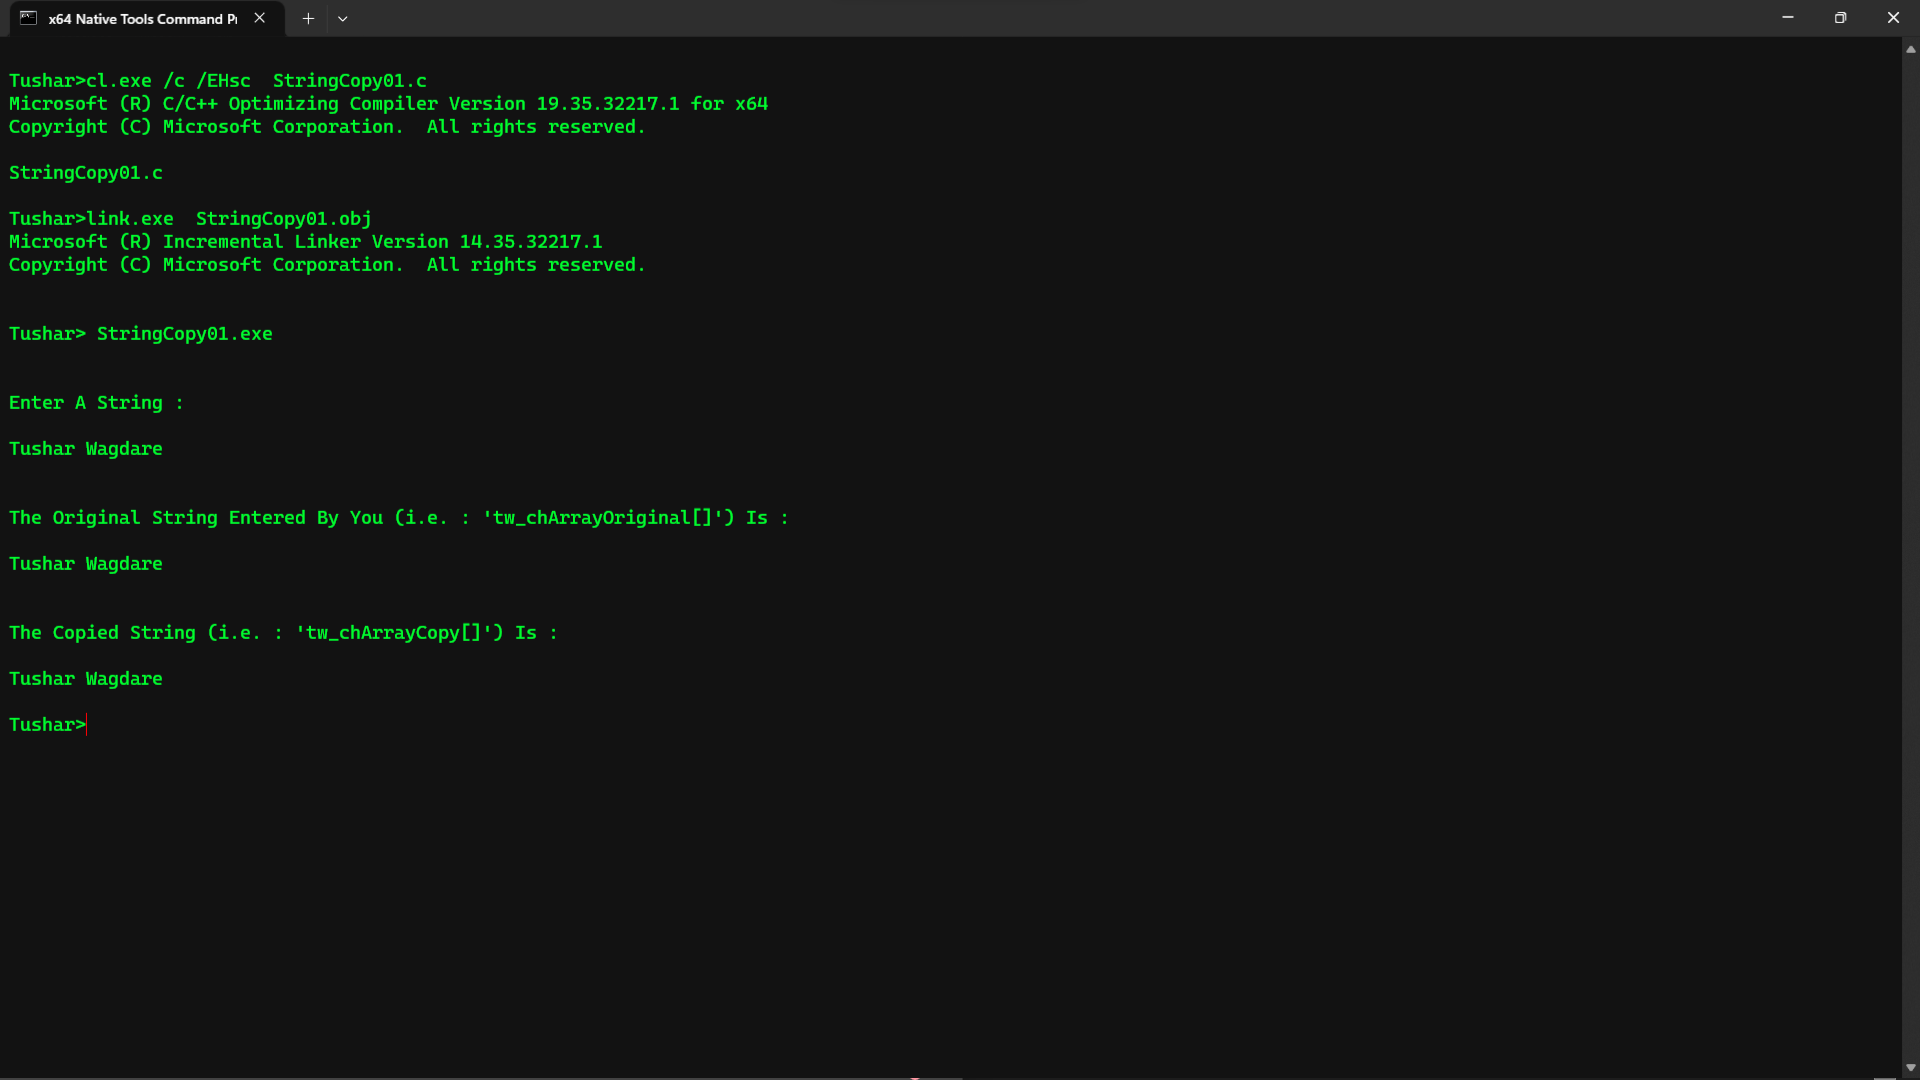 x64 Native Tools Command P
Tushar>cl.exe /c /EHsc  StringCopy01.c
Microsoft (R) C/C++ Optimizing Compiler Version 19.35.32217.1 for x64
Copyright (C) Microsoft Corporation.  All rights reserved.
StringCopy01.c
Tushar>link.exe  StringCopy01.obj
Microsoft (R) Incremental Linker Version 14.35.32217.1
Copyright (C) Microsoft Corporation.  All rights reserved.
Tushar> StringCopy01.exe
Enter A String :
Tushar Wagdare
The Original String Entered By You (i.e. : 'tw_chArrayOriginal[]') Is :
Tushar Wagdare
The Copied String (i.e. : 'tw_chArrayCopy[]') Is :
Tushar Wagdare
Tushar>